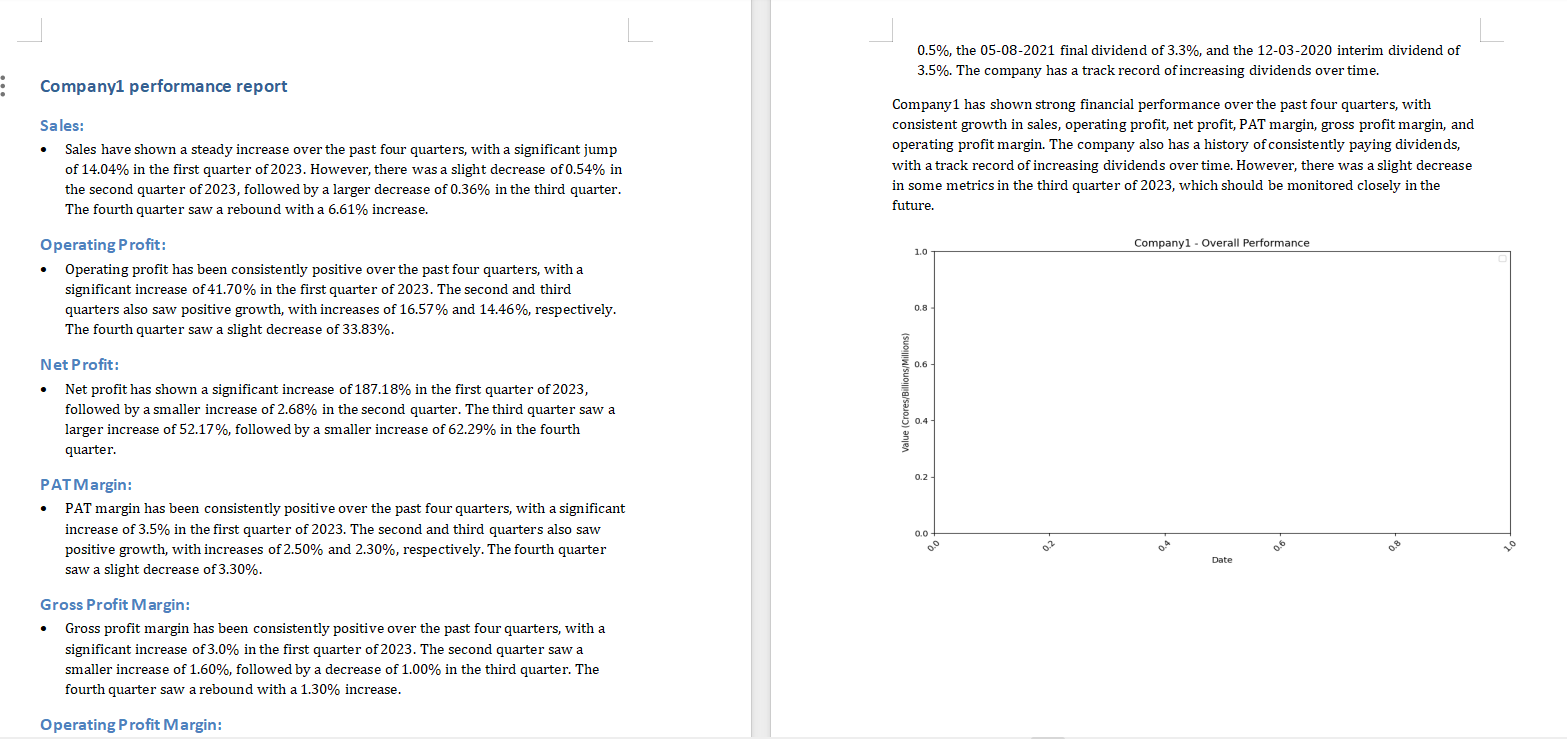 Company1 performance report
Sales:
• Sales have shown a steady increase over the past four quarters, with a significant jump
of 14.04% in the first quarter of 2023. However, there was a slight decrease of 0.54% in
the second quarter of 2023, followed by a larger decrease of 0.36% in the third quarter.
The fourth quarter saw a rebound with a 6.61% increase.
Operating Profit:
• Operating profit has been consistently positive over the past four quarters, with a
significant increase of 41.70% in the first quarter of 2023. The second and third
quarters also saw positive growth, with increases of 16.57% and 14.46%, respectively.
The fourth quarter saw a slight decrease of 33.83%.
Net Profit:
• Net profit has shown a significant increase of 187.18% in the first quarter of 2023,
followed by a smaller increase of 2.68% in the second quarter. The third quarter saw a
larger increase of 52.17%, followed by a smaller increase of 62.29% in the fourth
quarter.
PAT Margin:
• PAT margin has been consistently positive over the past four quarters, with a significant
increase of 3.5% in the first quarter of 2023. The second and third quarters also saw
positive growth, with increases of 2.50% and 2.30%, respectively. The fourth quarter
saw a slight decrease of 3.30%.
Gross Profit Margin:
• Gross profit margin has been consistently positive over the past four quarters, with a
significant increase of 3.0% in the first quarter of 2023. The second quarter saw a
smaller increase of 1.60%, followed by a decrease of 1.00% in the third quarter. The
fourth quarter saw a rebound with a 1.30% increase.
Operating Profit Margin:
0.5%, the 05-08-2021 final dividend of 3.3%, and the 12-03-2020 interim dividend of
3.5%. The company has a track record of increasing dividends over time.
Company1 has shown strong financial performance over the past four quarters, with
consistent growth in sales, operating profit, net profit, PAT margin, gross profit margin, and
operating profit margin. The company also has a history of consistently paying dividends,
with a track record of increasing dividends over time. However, there was a slight decrease
in some metrics in the third quarter of 2023, which should be monitored closely in the
future.
Company1 - Overall Performance
1.0
0.8
0.6
0.4
0.2
0.0
Value (Crores/Billions/Millions)
0.0 0.2 0.4 0.6 0.8 1.0
Date